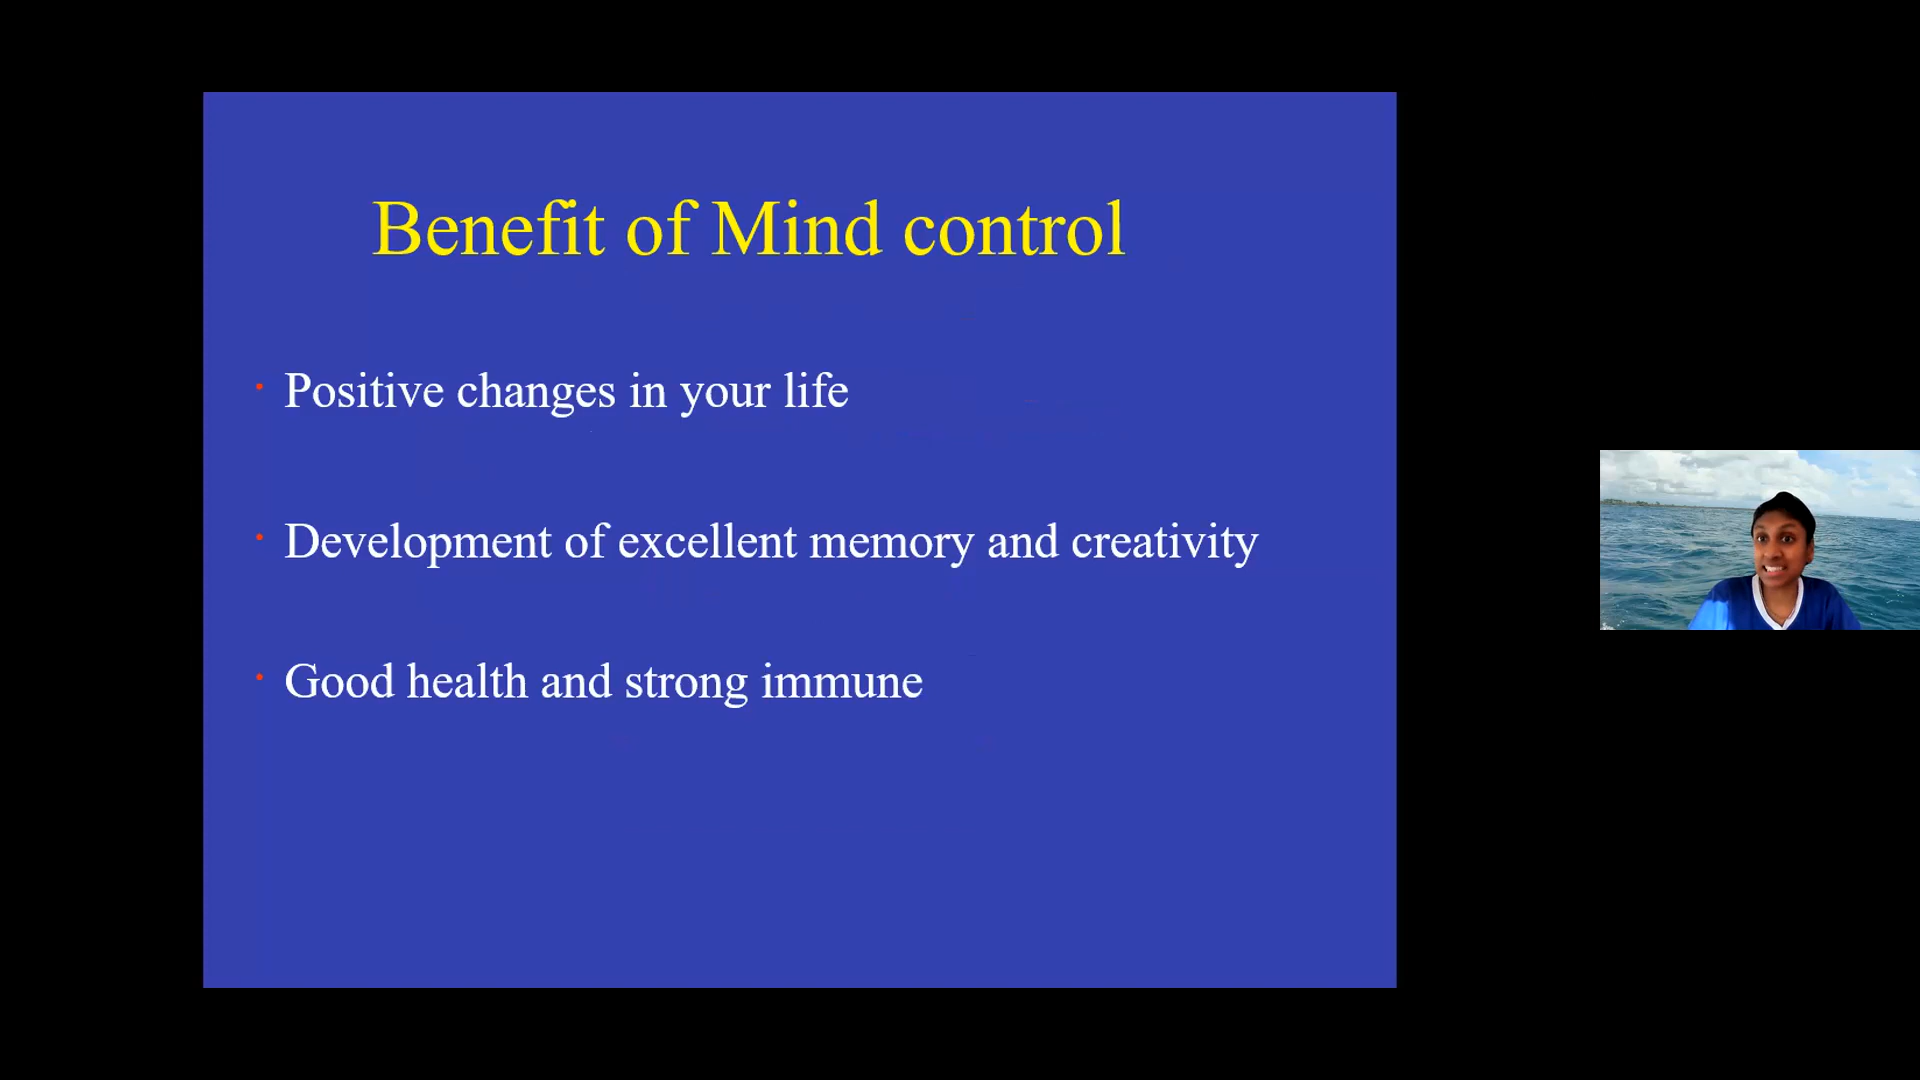 Benefit of Mind control
• Positive changes in your life
• Development of excellent memory and creativity
• Good health and strong immune